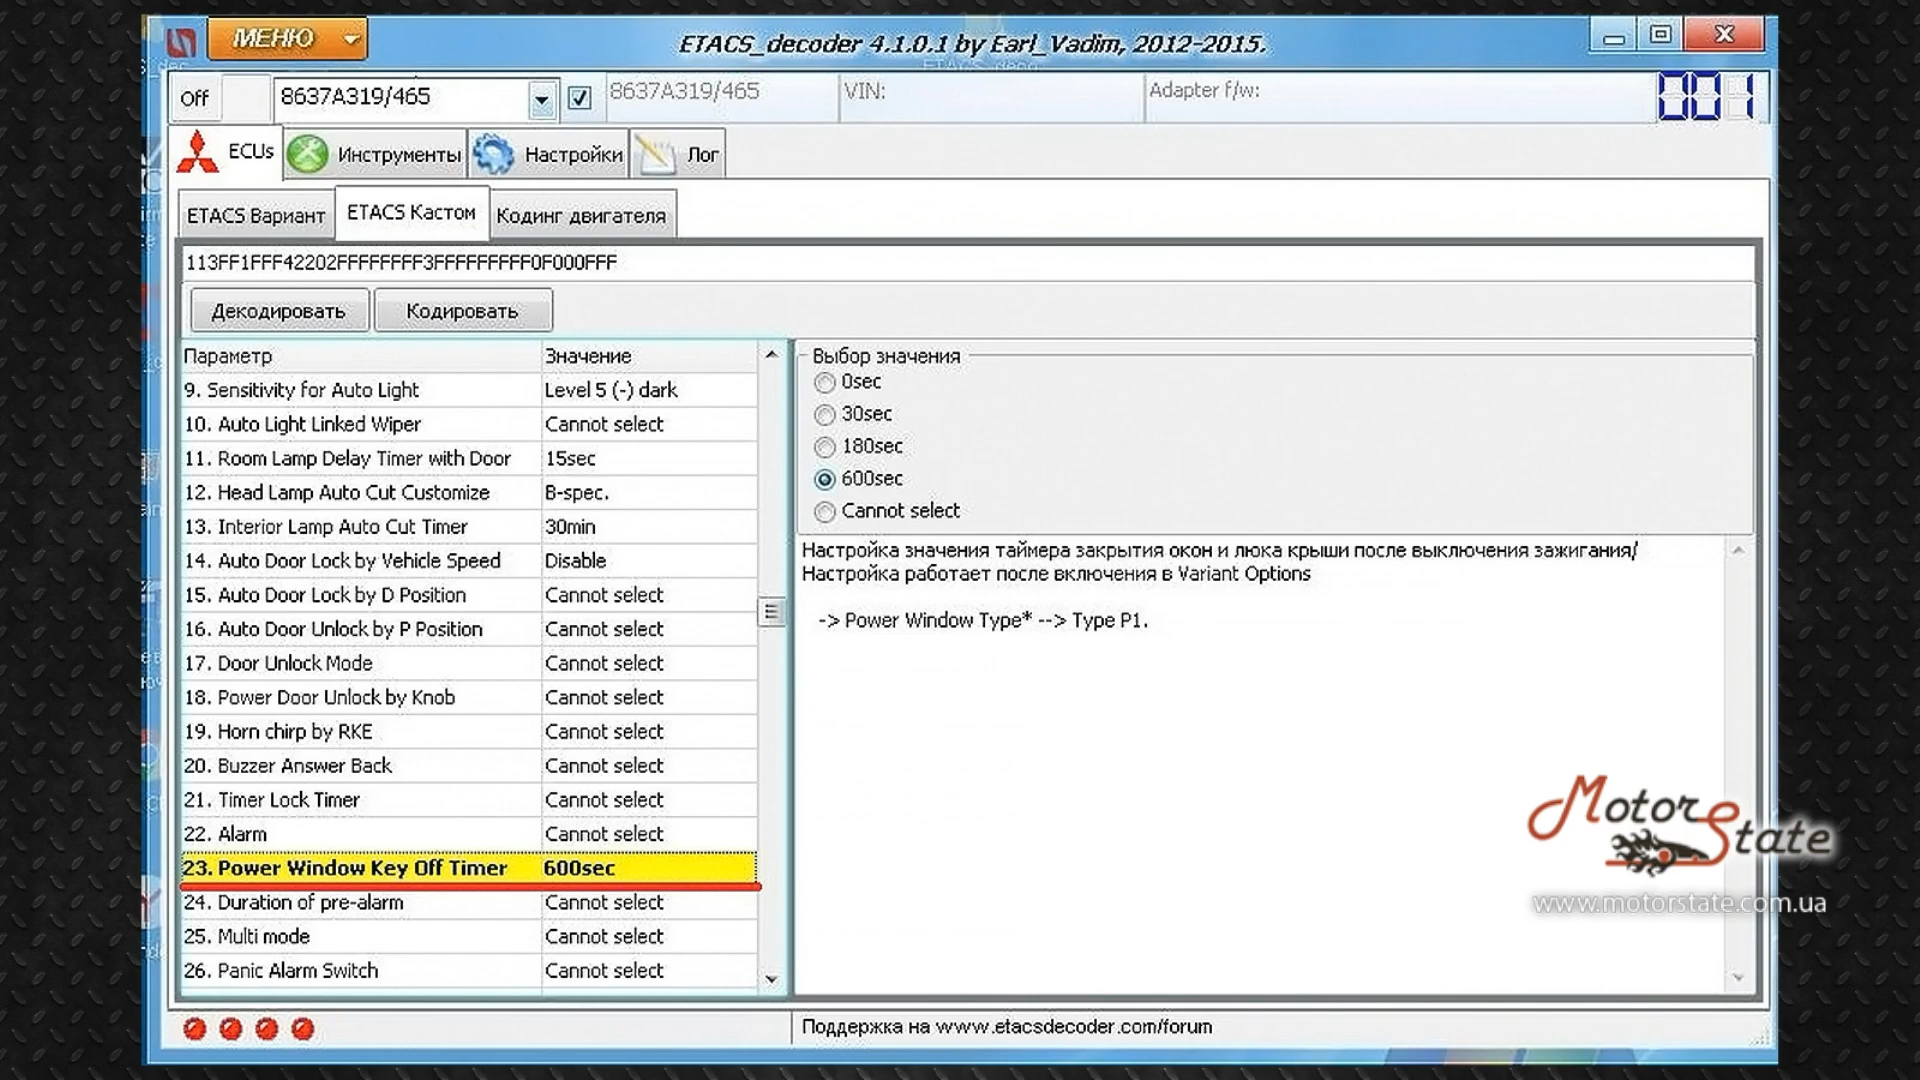 МЕНЮ
ETACS_decoder 4.1.0.1 by Earl_Vadim, 2012-2015.
Off
8637A319/465
8637A319/465
VIN:
Adapter f/w:
001
ECUs
Инструменты
Настройки
Лог
ETACS Вариант
ETACS Кастом
Кодинг двигателя
113FF1FFF42202FFFFFFFF3FFFFFFFFF0F000FFF
Декодировать
Кодировать
Параметр Значение
9. Sensitivity for Auto Light Level 5 (-) dark
10. Auto Light Linked Wiper Cannot select
11. Room Lamp Delay Timer with Door 15sec
12. Head Lamp Auto Cut Customize B-spec.
13. Interior Lamp Auto Cut Timer 30min
14. Auto Door Lock by Vehicle Speed Disable
15. Auto Door Lock by D Position Cannot select
16. Auto Door Unlock by P Position Cannot select
17. Door Unlock Mode Cannot select
18. Power Door Unlock by Knob Cannot select
19. Horn chirp by RKE Cannot select
20. Buzzer Answer Back Cannot select
21. Timer Lock Timer Cannot select
22. Alarm Cannot select
23. Power Window Key Off Timer 600sec
24. Duration of pre-alarm Cannot select
25. Multi mode Cannot select
26. Panic Alarm Switch Cannot select
Выбор значения
0sec
30sec
180sec
600sec
Cannot select
Настройка значения таймера закрытия окон и люка крыши после выключения зажигания/
Настройка работает после включения в Variant Options
-> Power Window Type* --> Type P1.
Motor
State
www.motorstate.com.ua
Поддержка на www.etacsdecoder.com/forum